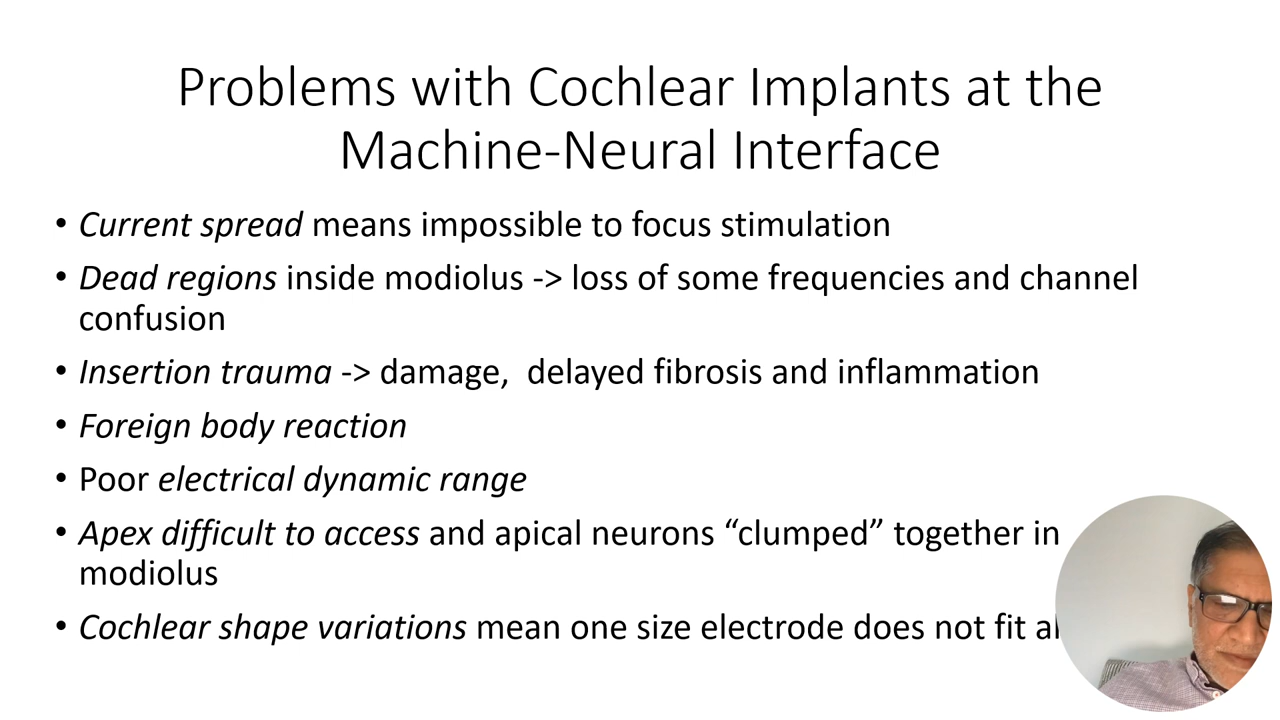 Problems with Cochlear Implants at the
Machine-Neural Interface
• Current spread means impossible to focus stimulation
• Dead regions inside modiolus -> loss of some frequencies and channel
confusion
• Insertion trauma -> damage,  delayed fibrosis and inflammation
• Foreign body reaction
• Poor electrical dynamic range
• Apex difficult to access and apical neurons “clumped” together in
modiolus
• Cochlear shape variations mean one size electrode does not fit